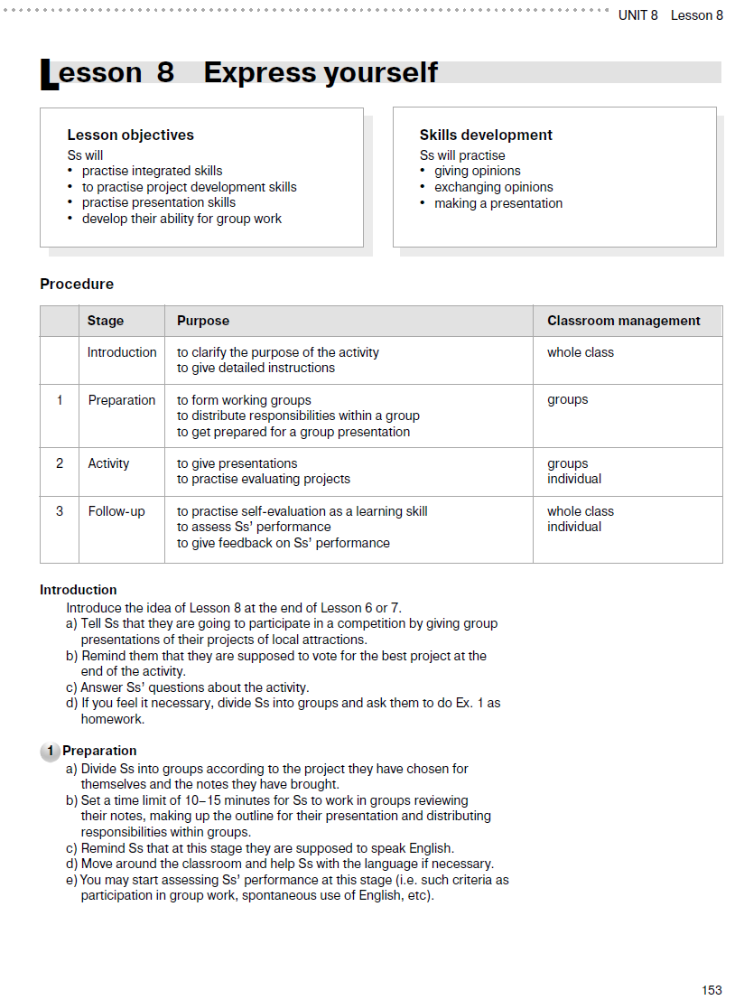 UNIT 8 Lesson 8
Lesson 8 Express yourself
Lesson objectives
Ss will
• practise integrated skills
• to practise project development skills
• practise presentation skills
• develop their ability for group work
Skills development
Ss will practise
• giving opinions
• exchanging opinions
• making a presentation
Procedure
Stage Purpose Classroom management
Introduction to clarify the purpose of the activity whole class
to give detailed instructions
1 Preparation to form working groups groups
to distribute responsibilities within a group
to get prepared for a group presentation
2 Activity to give presentations groups
to practise evaluating projects individual
3 Follow-up to practise self-evaluation as a learning skill whole class
to assess Ss’ performance individual
to give feedback on Ss’ performance
Introduction
Introduce the idea of Lesson 8 at the end of Lesson 6 or 7.
a) Tell Ss that they are going to participate in a competition by giving group
presentations of their projects of local attractions.
b) Remind them that they are supposed to vote for the best project at the
end of the activity.
c) Answer Ss’ questions about the activity.
d) If you feel it necessary, divide Ss into groups and ask them to do Ex. 1 as
homework.
1 Preparation
a) Divide Ss into groups according to the project they have chosen for
themselves and the notes they have brought.
b) Set a time limit of 10–15 minutes for Ss to work in groups reviewing
their notes, making up the outline for their presentation and distributing
responsibilities within groups.
c) Remind Ss that at this stage they are supposed to speak English.
d) Move around the classroom and help Ss with the language if necessary.
e) You may start assessing Ss’ performance at this stage (i.e. such criteria as
participation in group work, spontaneous use of English, etc).
153